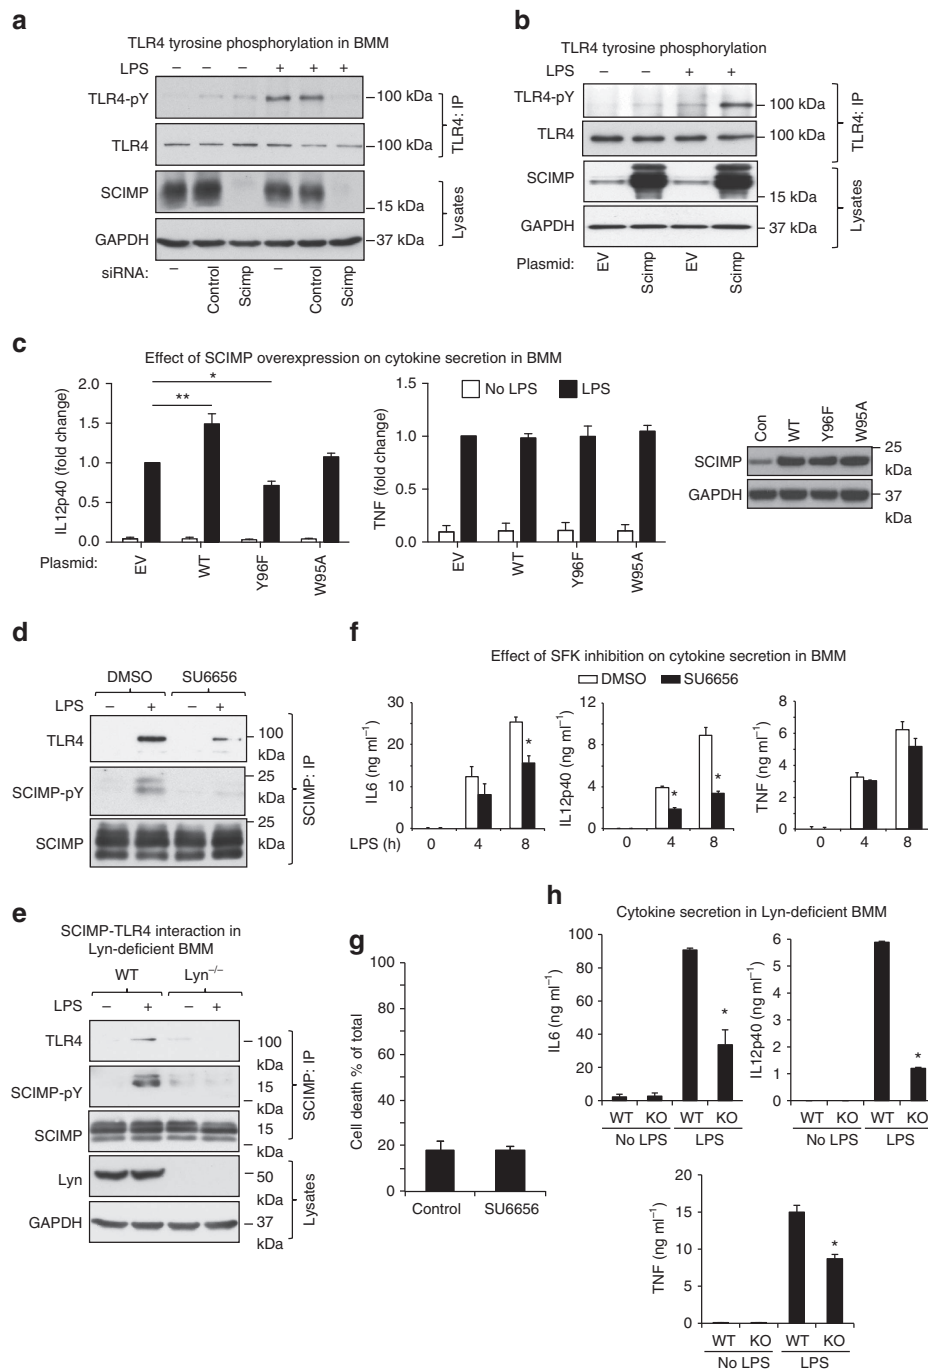 a
TLR4 tyrosine phosphorylation in BMM
LPS – – – + + +
TLR4-pY
100 kDa
TLR4
100 kDa
TLR4: IP
SCIMP
15 kDa
GAPDH
37 kDa
Lysates
siRNA: – Control Scimp – Control Scimp
b
TLR4 tyrosine phosphorylation
LPS – – + +
TLR4-pY
100 kDa
TLR4
100 kDa
TLR4: IP
SCIMP
15 kDa
GAPDH
37 kDa
Lysates
Plasmid: EV Scimp EV Scimp
c
Effect of SCIMP overexpression on cytokine secretion in BMM
IL12p40 (fold change)
2.0
1.5
1.0
0.5
0.0
*
**
Plasmid: EV WT Y96F W95A
TNF (fold change)
1.5
1.0
0.5
0.0
No LPS LPS
EV WT Y96F W95A
Con WT Y96F W95A
SCIMP
25
kDa
GAPDH
37
kDa
d
DMSO SU6656
LPS – + – +
TLR4
100
kDa
SCIMP-pY
25
kDa
SCIMP
25
kDa
SCIMP: IP
f
Effect of SFK inhibition on cytokine secretion in BMM
DMSO SU6656
IL6 (ng ml–1)
30
20
10
0
*
LPS (h) 0 4 8
IL12p40 (ng ml–1)
12
8
4
0
*
*
0 4 8
TNF (ng ml–1)
8
6
4
2
0
0 4 8
e
SCIMP-TLR4 interaction in
Lyn-deficient BMM
WT Lyn–/–
LPS – + – +
TLR4
100
kDa
SCIMP-pY
15
kDa
SCIMP
15
kDa
SCIMP: IP
Lyn
50
kDa
GAPDH
37
kDa
Lysates
g
Cell death % of total
100
80
60
40
20
0
Control SU6656
h
Cytokine secretion in Lyn-deficient BMM
IL6 (ng ml–1)
100
80
60
40
20
0
*
WT KO WT KO
No LPS LPS
IL12p40 (ng ml–1)
6
5
4
3
2
1
0
*
WT KO WT KO
No LPS LPS
TNF (ng ml–1)
20
15
10
5
0
*
WT KO WT KO
No LPS LPS